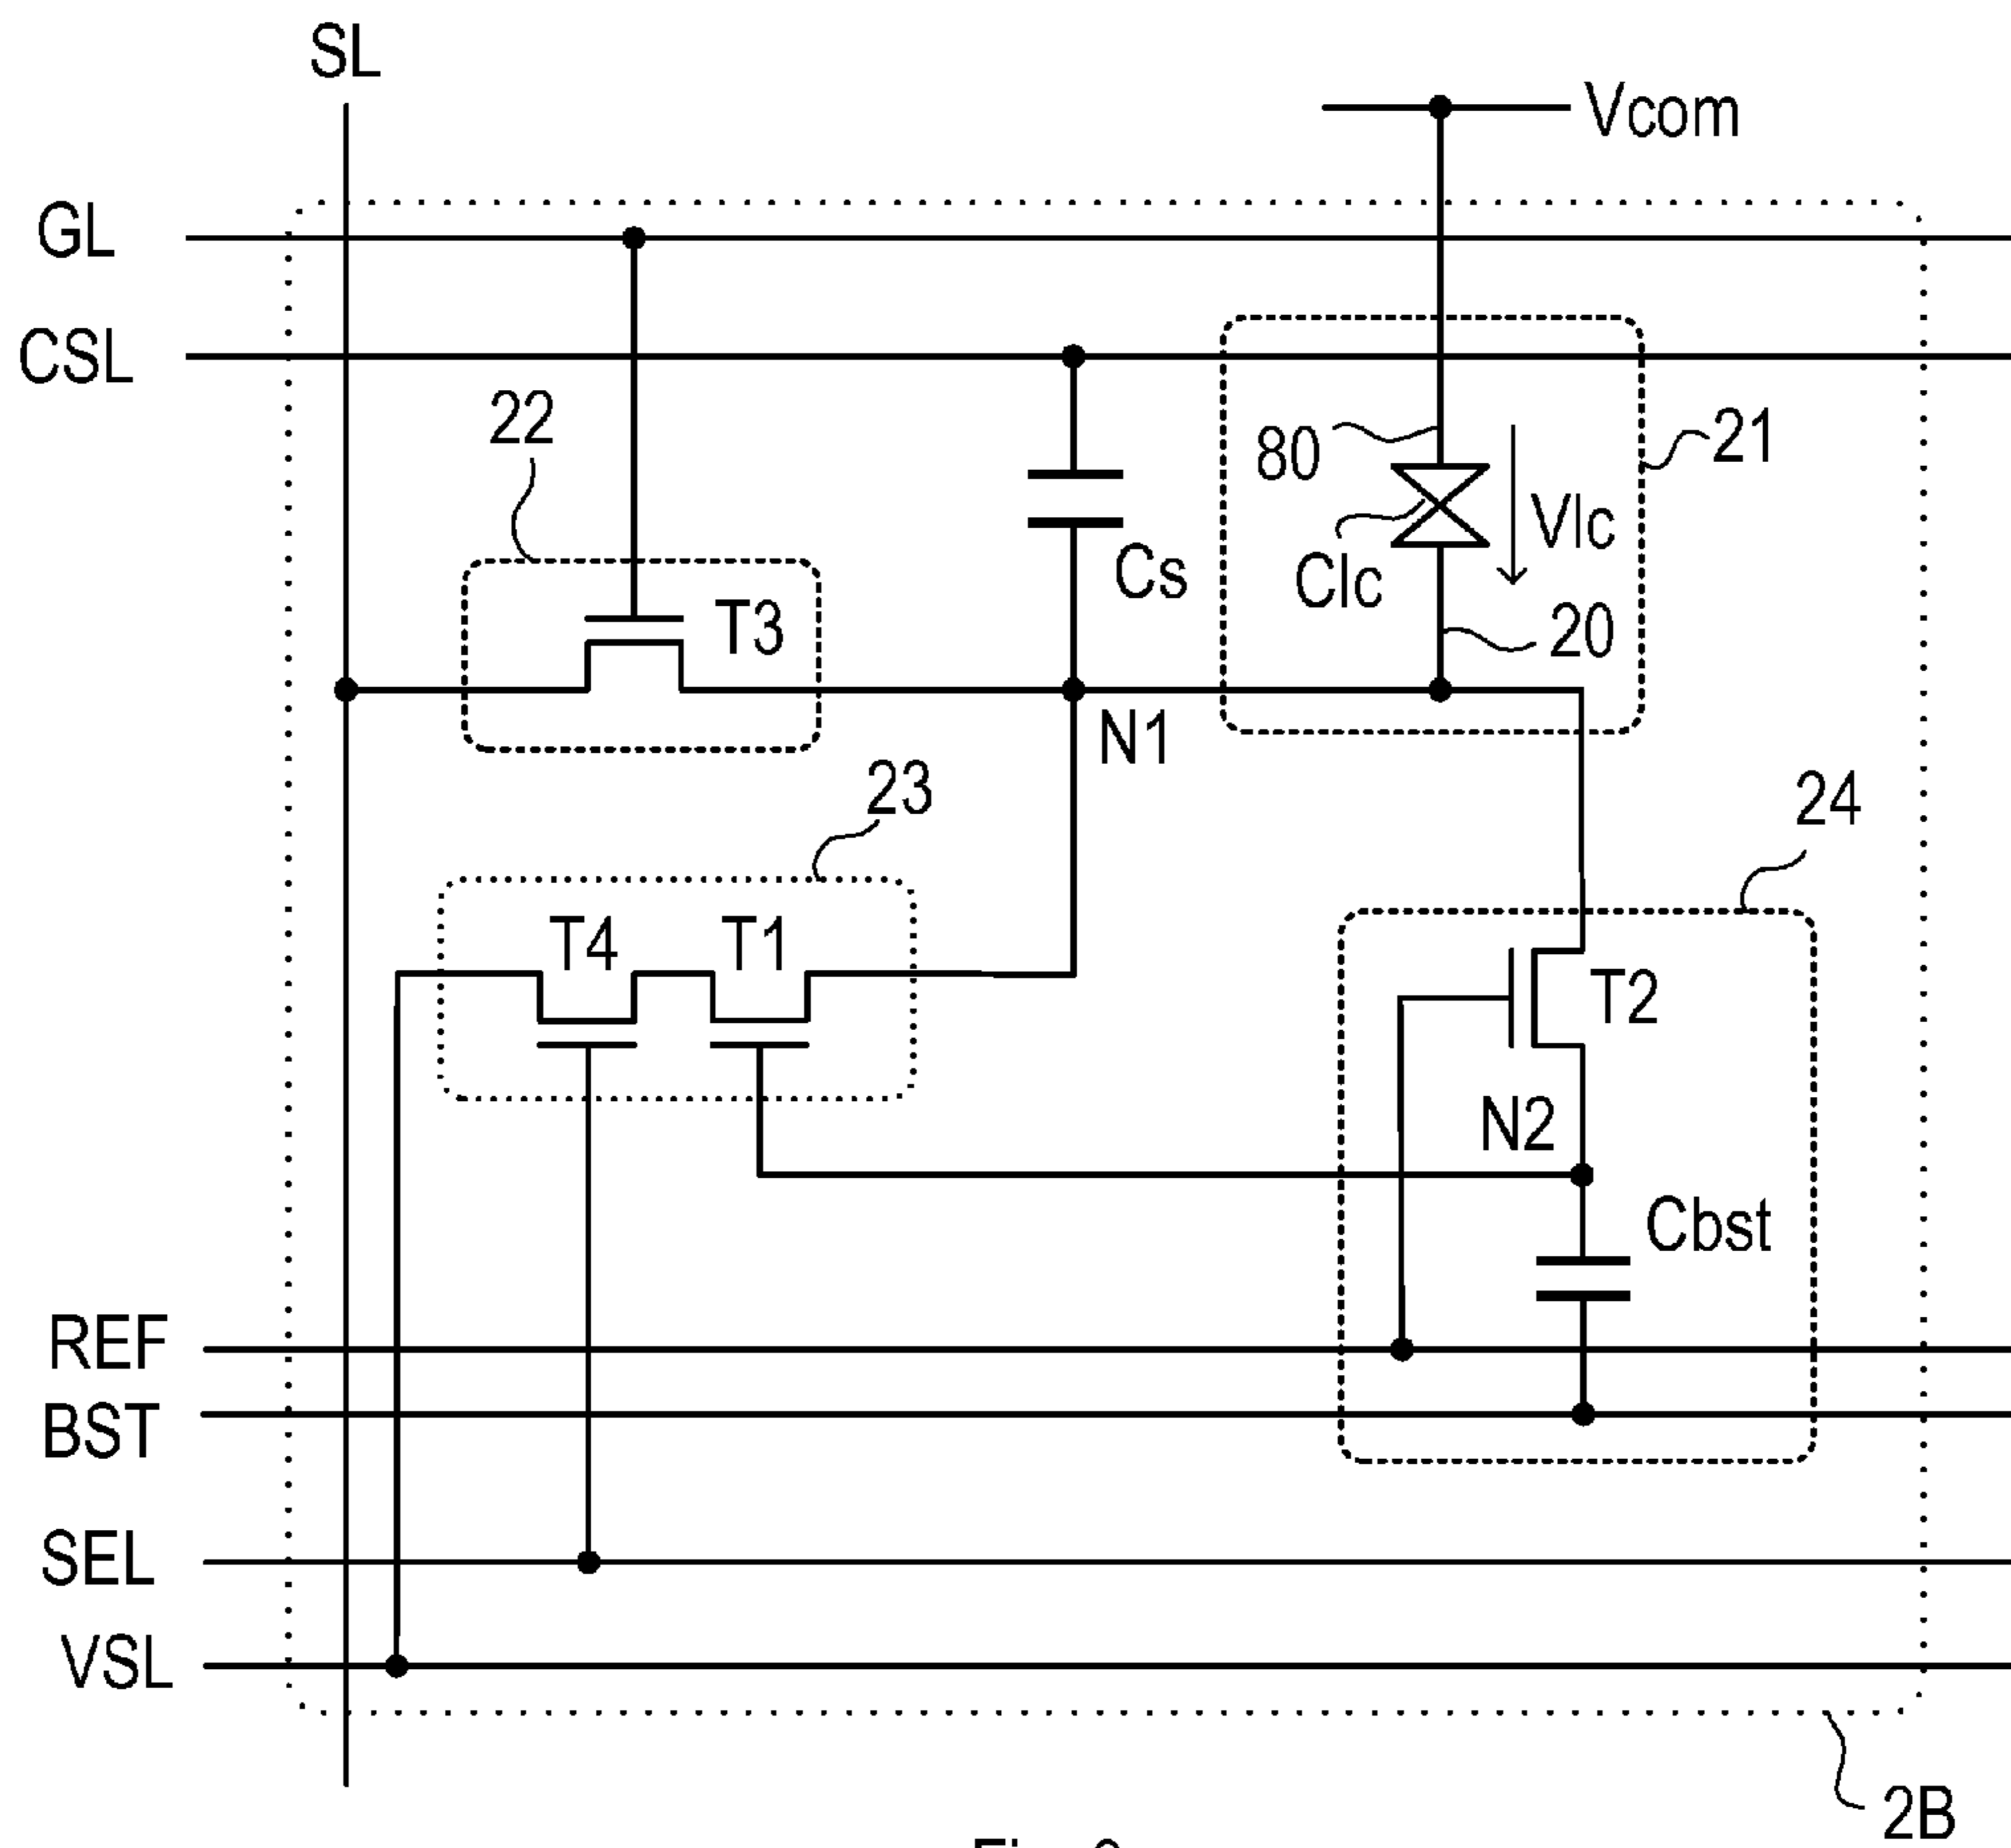 SL
Vcom
GL
CSL
22
80
21
Vlc
Cs
Clc
T3
20
N1
23
24
T4
T1
T2
N2
Cbst
REF
BST
SEL
VSL
2B